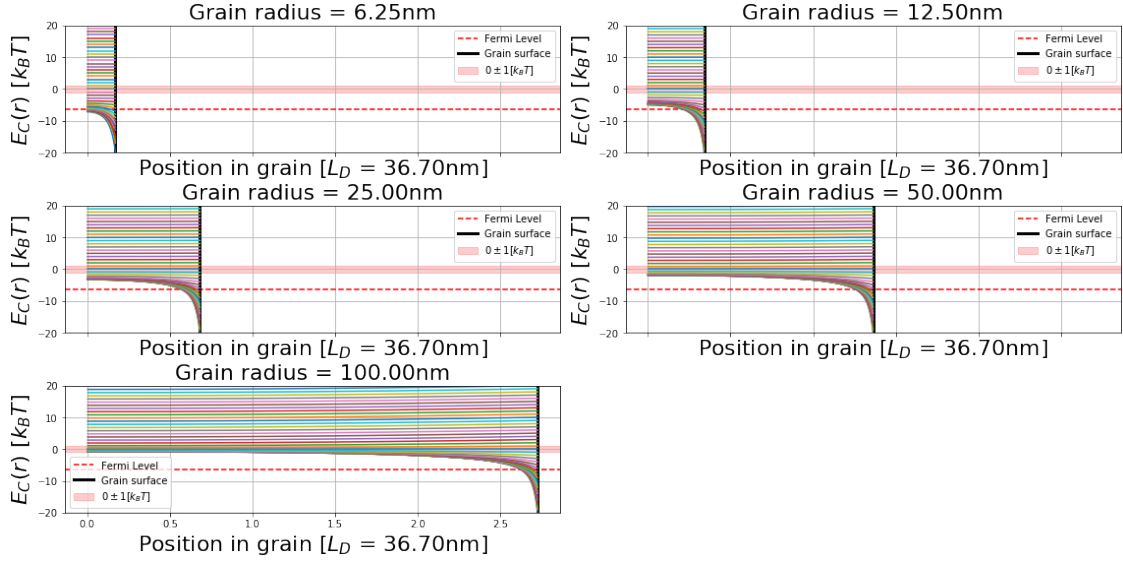 Grain radius = 6.25nm
E_C(r) [k_BT]
20
10
0
−10
−20
Fermi Level
Grain surface
0 ± 1[k_BT]
Position in grain [L_D = 36.70nm]
Grain radius = 12.50nm
E_C(r) [k_BT]
20
10
0
−10
−20
Fermi Level
Grain surface
0 ± 1[k_BT]
Position in grain [L_D = 36.70nm]
Grain radius = 25.00nm
E_C(r) [k_BT]
20
10
0
−10
−20
Fermi Level
Grain surface
0 ± 1[k_BT]
Position in grain [L_D = 36.70nm]
Grain radius = 50.00nm
E_C(r) [k_BT]
20
10
0
−10
−20
Fermi Level
Grain surface
0 ± 1[k_BT]
Position in grain [L_D = 36.70nm]
Grain radius = 100.00nm
E_C(r) [k_BT]
20
10
0
−10
−20
Fermi Level
Grain surface
0 ± 1[k_BT]
0.0 0.5 1.0 1.5 2.0 2.5
Position in grain [L_D = 36.70nm]